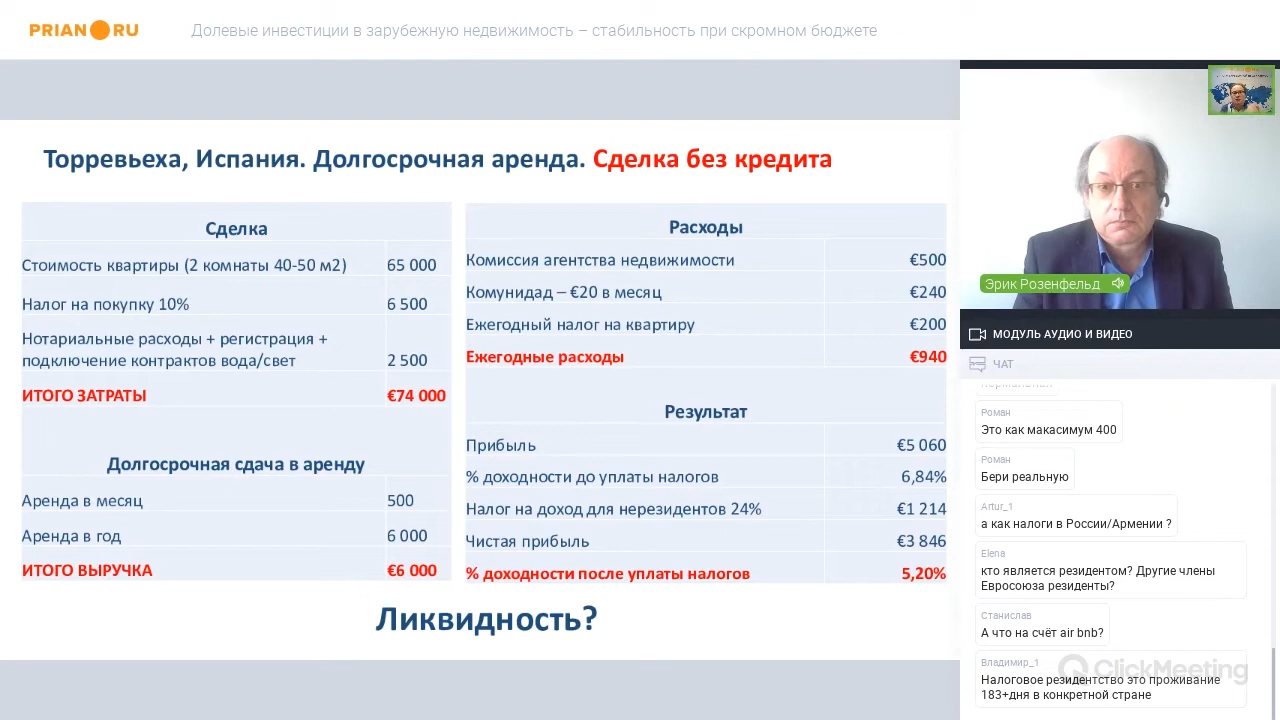 PRIAN RU
Долевые инвестиции в зарубежную недвижимость – стабильность при скромном бюджете
Торревьеха, Испания. Долгосрочная аренда. Сделка без кредита
Сделка
Стоимость квартиры (2 комнаты 40-50 м2) 65 000
Налог на покупку 10% 6 500
Нотариальные расходы + регистрация +
подключение контрактов вода/свет 2 500
ИТОГО ЗАТРАТЫ €74 000
Долгосрочная сдача в аренду
Аренда в месяц 500
Аренда в год 6 000
ИТОГО ВЫРУЧКА €6 000
Расходы
Комиссия агентства недвижимости €500
Комунидад – €20 в месяц €240
Ежегодный налог на квартиру €200
Ежегодные расходы €940
Результат
Прибыль €5 060
% доходности до уплаты налогов 6,84%
Налог на доход для нерезидентов 24% €1 214
Чистая прибыль €3 846
% доходности после уплаты налогов 5,20%
Ликвидность?
Эрик Розенфельд
МОДУЛЬ АУДИО И ВИДЕО
ЧАТ
Роман
Это как макасимум 400
Роман
Бери реальную
Artur_1
а как налоги в России/Армении ?
Elena
кто является резидентом? Другие члены
Евросоюза резиденты?
Станислав
А что на счёт air bnb?
Владимир_1
Налоговое резидентство это проживание
183+дня в конкретной стране
ClickMeeting